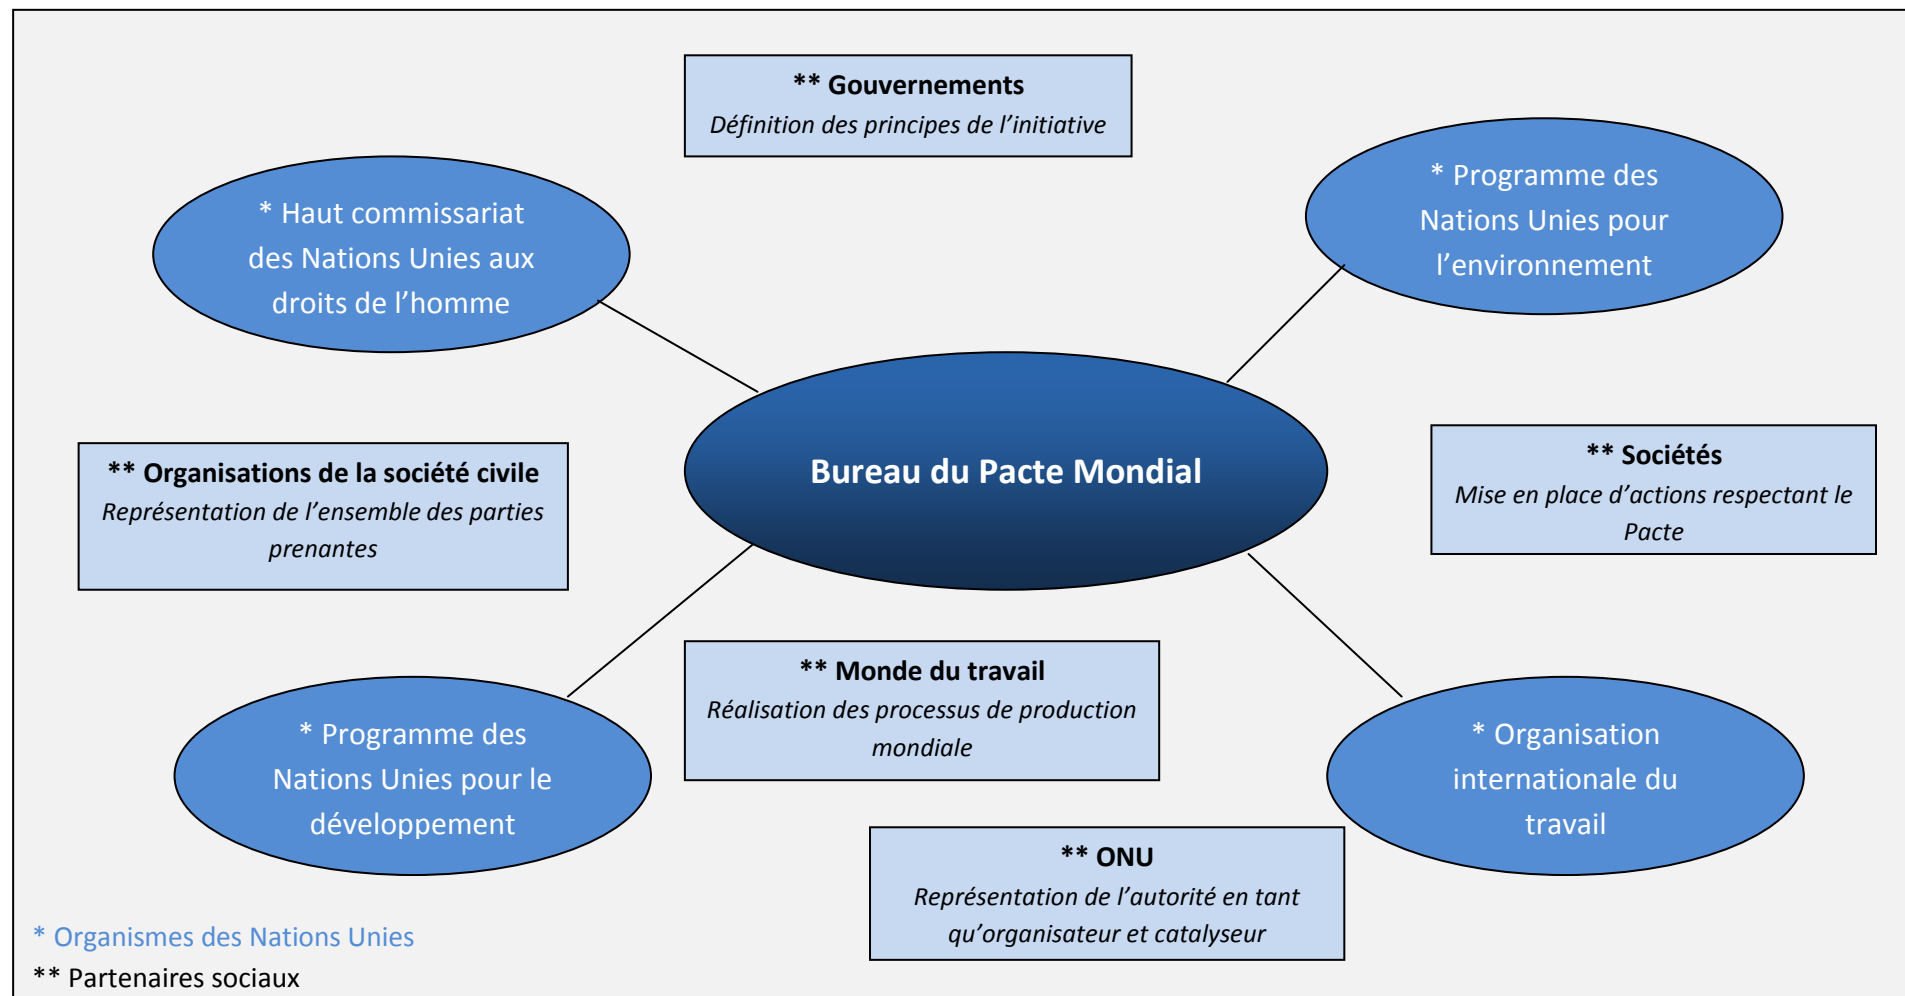 ** Gouvernements
Définition des principes de l’initiative
* Haut commissariat
des Nations Unies aux
droits de l’homme
* Programme des
Nations Unies pour
l’environnement
** Organisations de la société civile
Représentation de l’ensemble des parties
prenantes
Bureau du Pacte Mondial
** Sociétés
Mise en place d’actions respectant le
Pacte
** Monde du travail
Réalisation des processus de production
mondiale
* Programme des
Nations Unies pour le
développement
* Organisation
internationale du
travail
** ONU
Représentation de l’autorité en tant
qu’organisateur et catalyseur
* Organismes des Nations Unies
** Partenaires sociaux